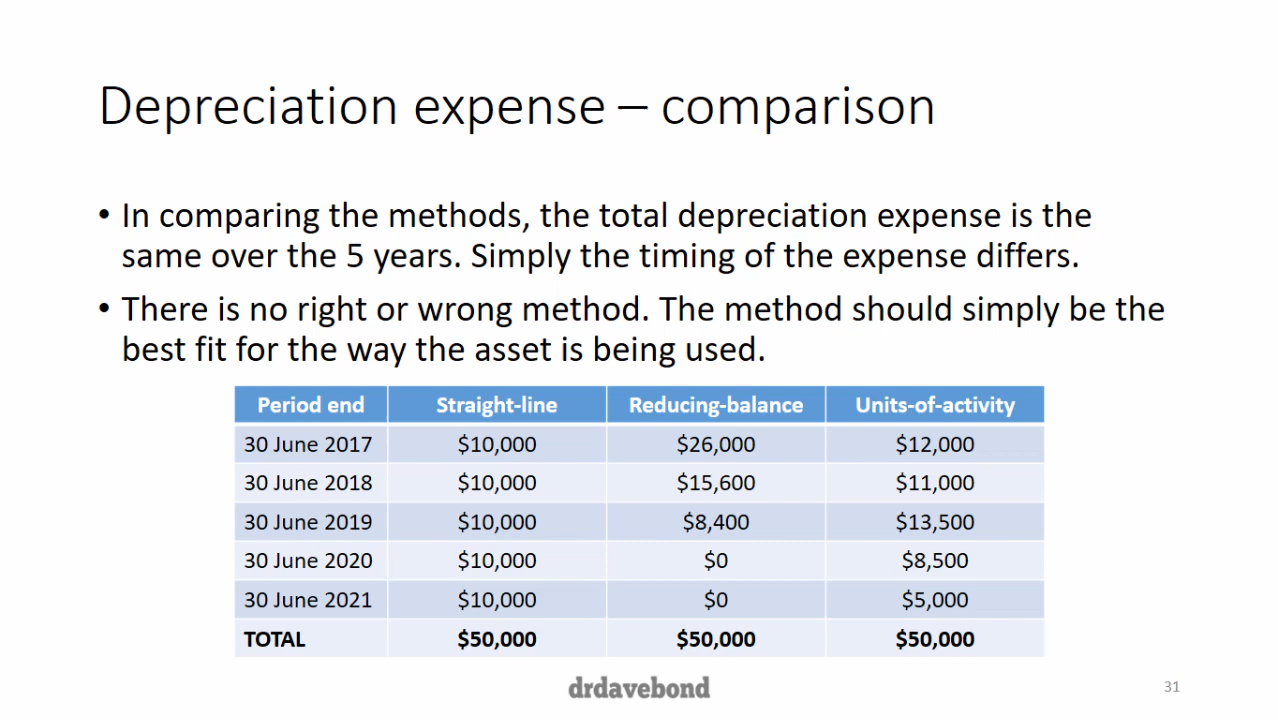 Depreciation expense – comparison
• In comparing the methods, the total depreciation expense is the
same over the 5 years. Simply the timing of the expense differs.
• There is no right or wrong method. The method should simply be the
best fit for the way the asset is being used.
Period end Straight-line Reducing-balance Units-of-activity
30 June 2017 $10,000 $26,000 $12,000
30 June 2018 $10,000 $15,600 $11,000
30 June 2019 $10,000 $8,400 $13,500
30 June 2020 $10,000 $0 $8,500
30 June 2021 $10,000 $0 $5,000
TOTAL $50,000 $50,000 $50,000
drdavebond
31